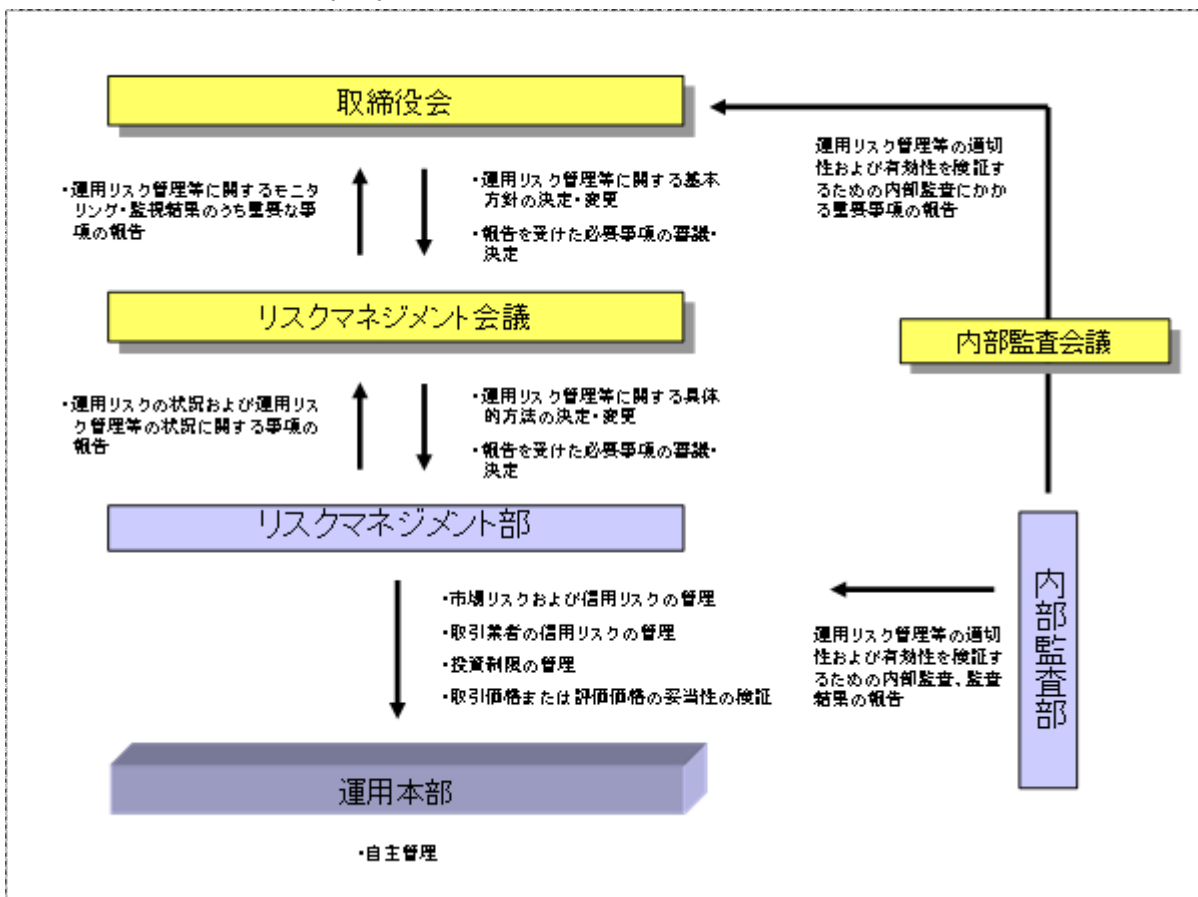 取締役会
・運用リスク管理等に関するモニ
タリング・監視結果のうち重要な事
項の報告
・運用リスク管理等に関する基本
方針の決定・変更
・報告を受けた必要事項の審議・
決定
運用リスク管理等の適切
性および有効性を検証す
るための内部監査にかか
る重要事項の報告
リスクマネジメント会議
内部監査会議
・運用リスクの状況および運用リス
ク管理等の状況に関する事項の
報告
・運用リスク管理等に関する具体
的方法の決定・変更
・報告を受けた必要事項の審議・
決定
リスクマネジメント部
内部監査部
・市場リスクおよび信用リスクの管理
・取引業者の信用リスクの管理
・投資制限の管理
・取引価格または評価価格の妥当性の検証
運用リスク管理等の適切
性および有効性を検証す
るための内部監査、監査
結果の報告
運用本部
・自主管理